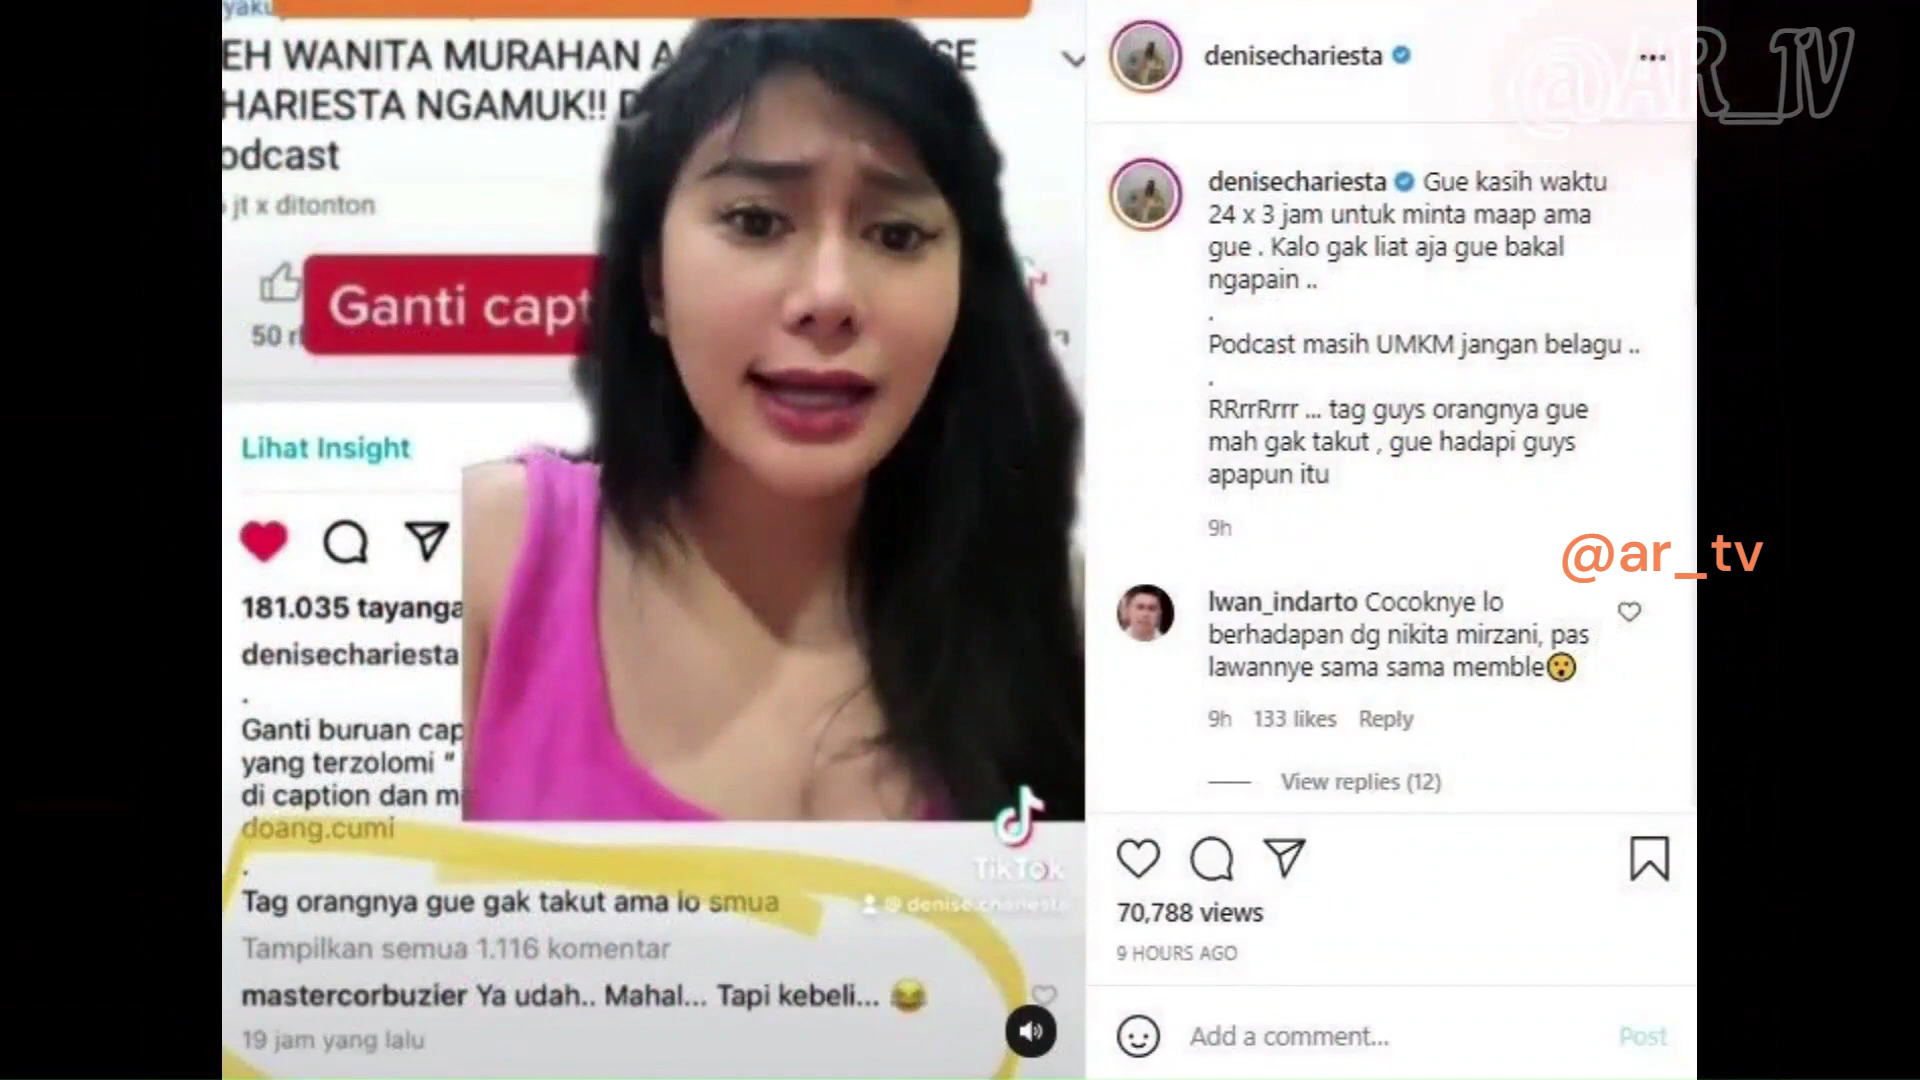 EH WANITA MURAHAN
SE
HARIESTA NGAMUK!!
odcast
jt x ditonton
Ganti capt
50 r
Lihat Insight
181.035 tayanga
denisechariesta
.
Ganti buruan cap
yang terzolomi "
di caption dan m
doang.cumi
.
Tag orangnya gue gak takut ama lo smua
Tampilkan semua 1.116 komentar
mastercorbuzier Ya udah.. Mahal... Tapi kebeli... 😂
19 jam yang lalu
TikTok
@denise.chariesta
denisechariesta
@AR_TV
denisechariesta Gue kasih waktu
24 x 3 jam untuk minta maap ama
gue . Kalo gak liat aja gue bakal
ngapain ..
.
Podcast masih UMKM jangan belagu ..
.
RRrrRrrr ... tag guys orangnya gue
mah gak takut , gue hadapi guys
apapun itu
9h
@ar_tv
lwan_indarto Cocoknye lo
berhadapan dg nikita mirzani, pas
lawannye sama sama memble😮
9h 133 likes Reply
View replies (12)
70,788 views
9 HOURS AGO
Add a comment...
Post